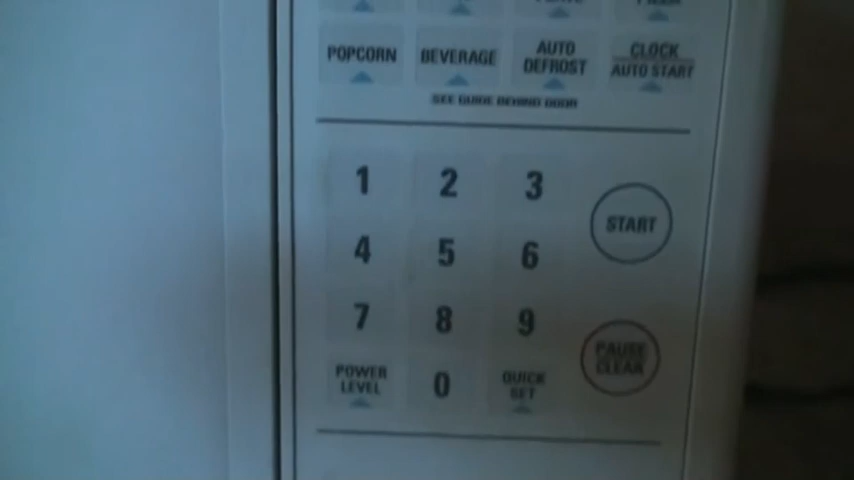 POPCORN BEVERAGE AUTO DEFROST CLOCK AUTO START
SEE GUIDE BEHIND DOOR
1 2 3
START
4 5 6
7 8 9
PAUSE CLEAR
POWER LEVEL 0 QUICK SET